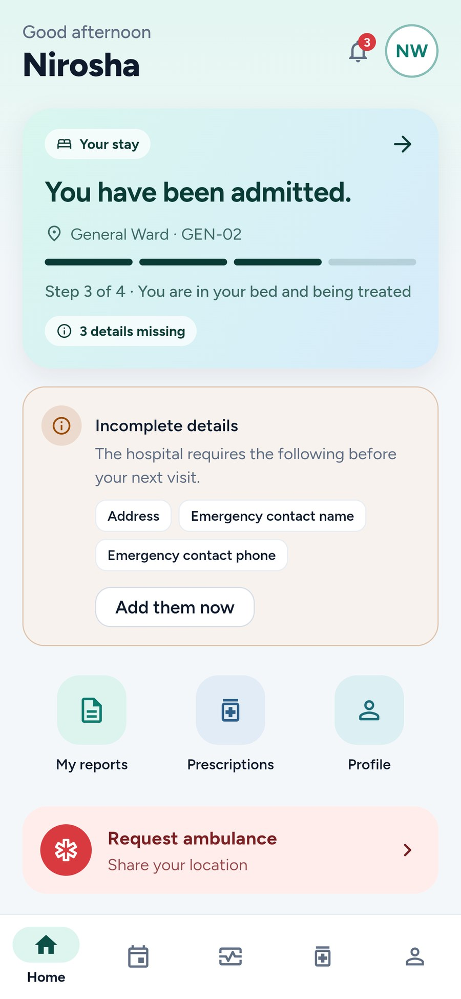 Good afternoon
Nirosha
3
NW
Your stay
You have been admitted.
General Ward · GEN-02
Step 3 of 4 · You are in your bed and being treated
3 details missing
Incomplete details
The hospital requires the following before
your next visit.
Address
Emergency contact name
Emergency contact phone
Add them now
My reports
Prescriptions
Profile
Request ambulance
Share your location
Home